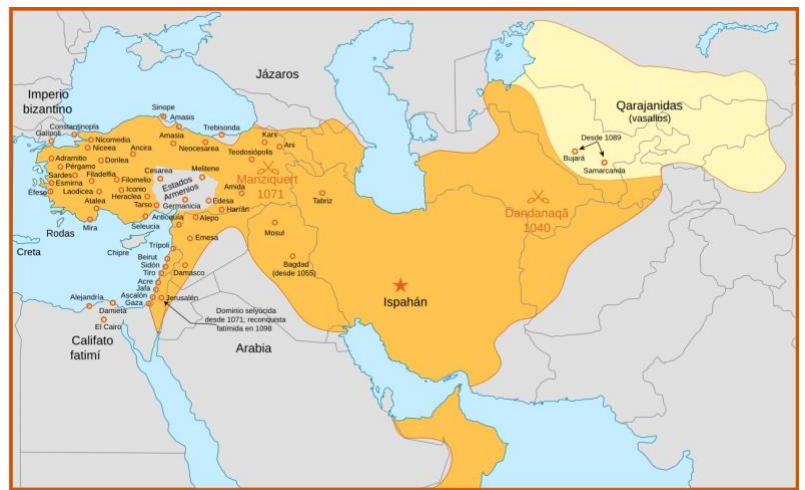 Jázaros
Imperio
bizantino
Qarajanidas
(vasallos)
Desde 1089
Bujará
Samarcanda
Sinope
Amasis
Constantinopla
Galípoli
Nicomedia
Nicea
Ancira
Amasia
Trebisonda
Neocesarea
Kars
Ani
Teodosiópolis
Adramitio
Pérgamo
Dorilea
Cesarea
Melitene
Manziquert
1071
Sardes
Filadelfia
Filomelio
Estados
Armenios
Amida
Esmirna
Éfeso
Laodicea
Iconio
Heraclea
Tarso
Germanicia
Edesa
Harrán
Tabriz
Dandanaqã
1040
Atalea
Mira
Seleucia
Antioquía
Alepo
Mosul
Rodas
Creta
Chipre
Emesa
Trípoli
Beirut
Sidón
Tiro
Damasco
Bagdad
(desde 1055)
Acre
Jafa
Ascalón
Gaza
Jerusalén
Ispahán
Alejandría
Damieta
El Cairo
Dominio selyúcida
desde 1071; reconquista
fatimida en 1098
Califato
fatimí
Arabia